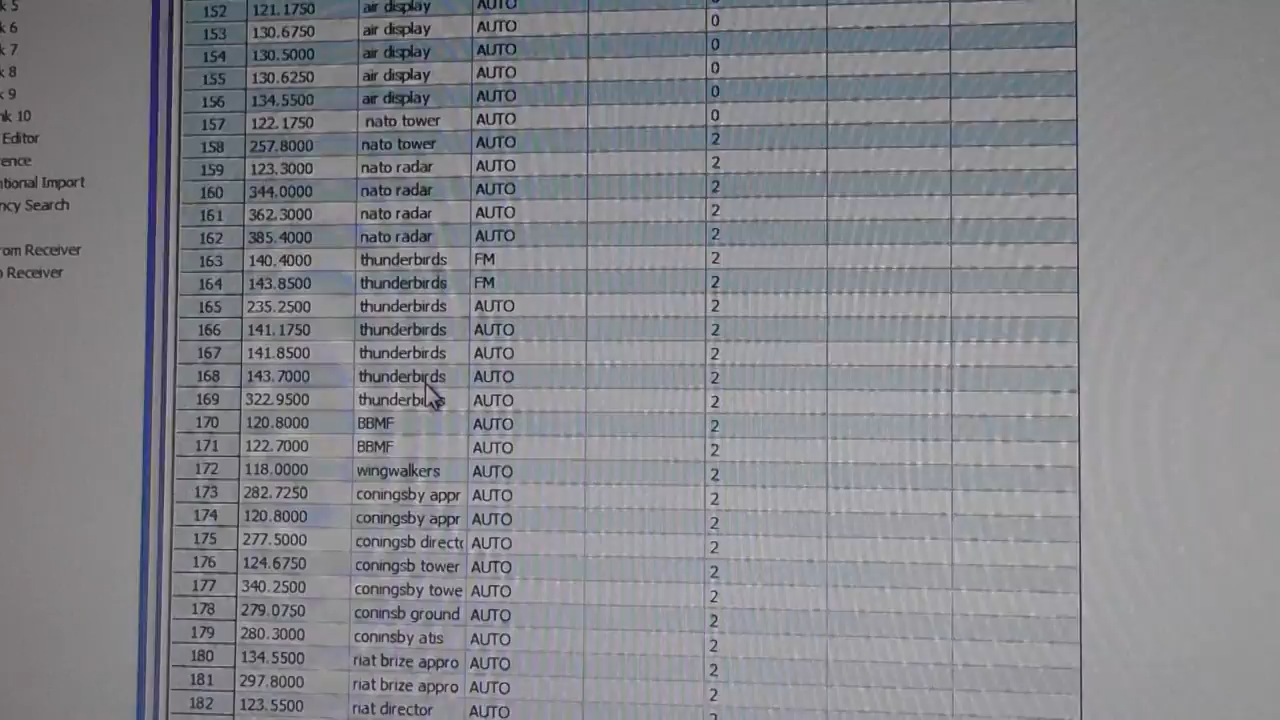 k 5
k 6
k 7
k 8
k 9
nk 10
Editor
ence
ntional Import
ncy Search
rom Receiver
o Receiver
152 121.1750 air display AUTO 0
153 130.6750 air display AUTO 0
154 130.5000 air display AUTO 0
155 130.6250 air display AUTO 0
156 134.5500 air display AUTO 0
157 122.1750 nato tower AUTO 0
158 257.8000 nato tower AUTO 2
159 123.3000 nato radar AUTO 2
160 344.0000 nato radar AUTO 2
161 362.3000 nato radar AUTO 2
162 385.4000 nato radar AUTO 2
163 140.4000 thunderbirds FM 2
164 143.8500 thunderbirds FM 2
165 235.2500 thunderbirds AUTO 2
166 141.1750 thunderbirds AUTO 2
167 141.8500 thunderbirds AUTO 2
168 143.7000 thunderbirds AUTO 2
169 322.9500 thunderbirds AUTO 2
170 120.8000 BBMF AUTO 2
171 122.7000 BBMF AUTO 2
172 118.0000 wingwalkers AUTO 2
173 282.7250 coningsby appr AUTO 2
174 120.8000 coningsby appr AUTO 2
175 277.5000 coningsb directo AUTO 2
176 124.6750 coningsb tower AUTO 2
177 340.2500 coningsby towe AUTO 2
178 279.0750 coninsb ground AUTO 2
179 280.3000 coninsby atis AUTO 2
180 134.5500 riat brize appro AUTO 2
181 297.8000 riat brize appro AUTO 2
182 123.5500 riat director AUTO 2